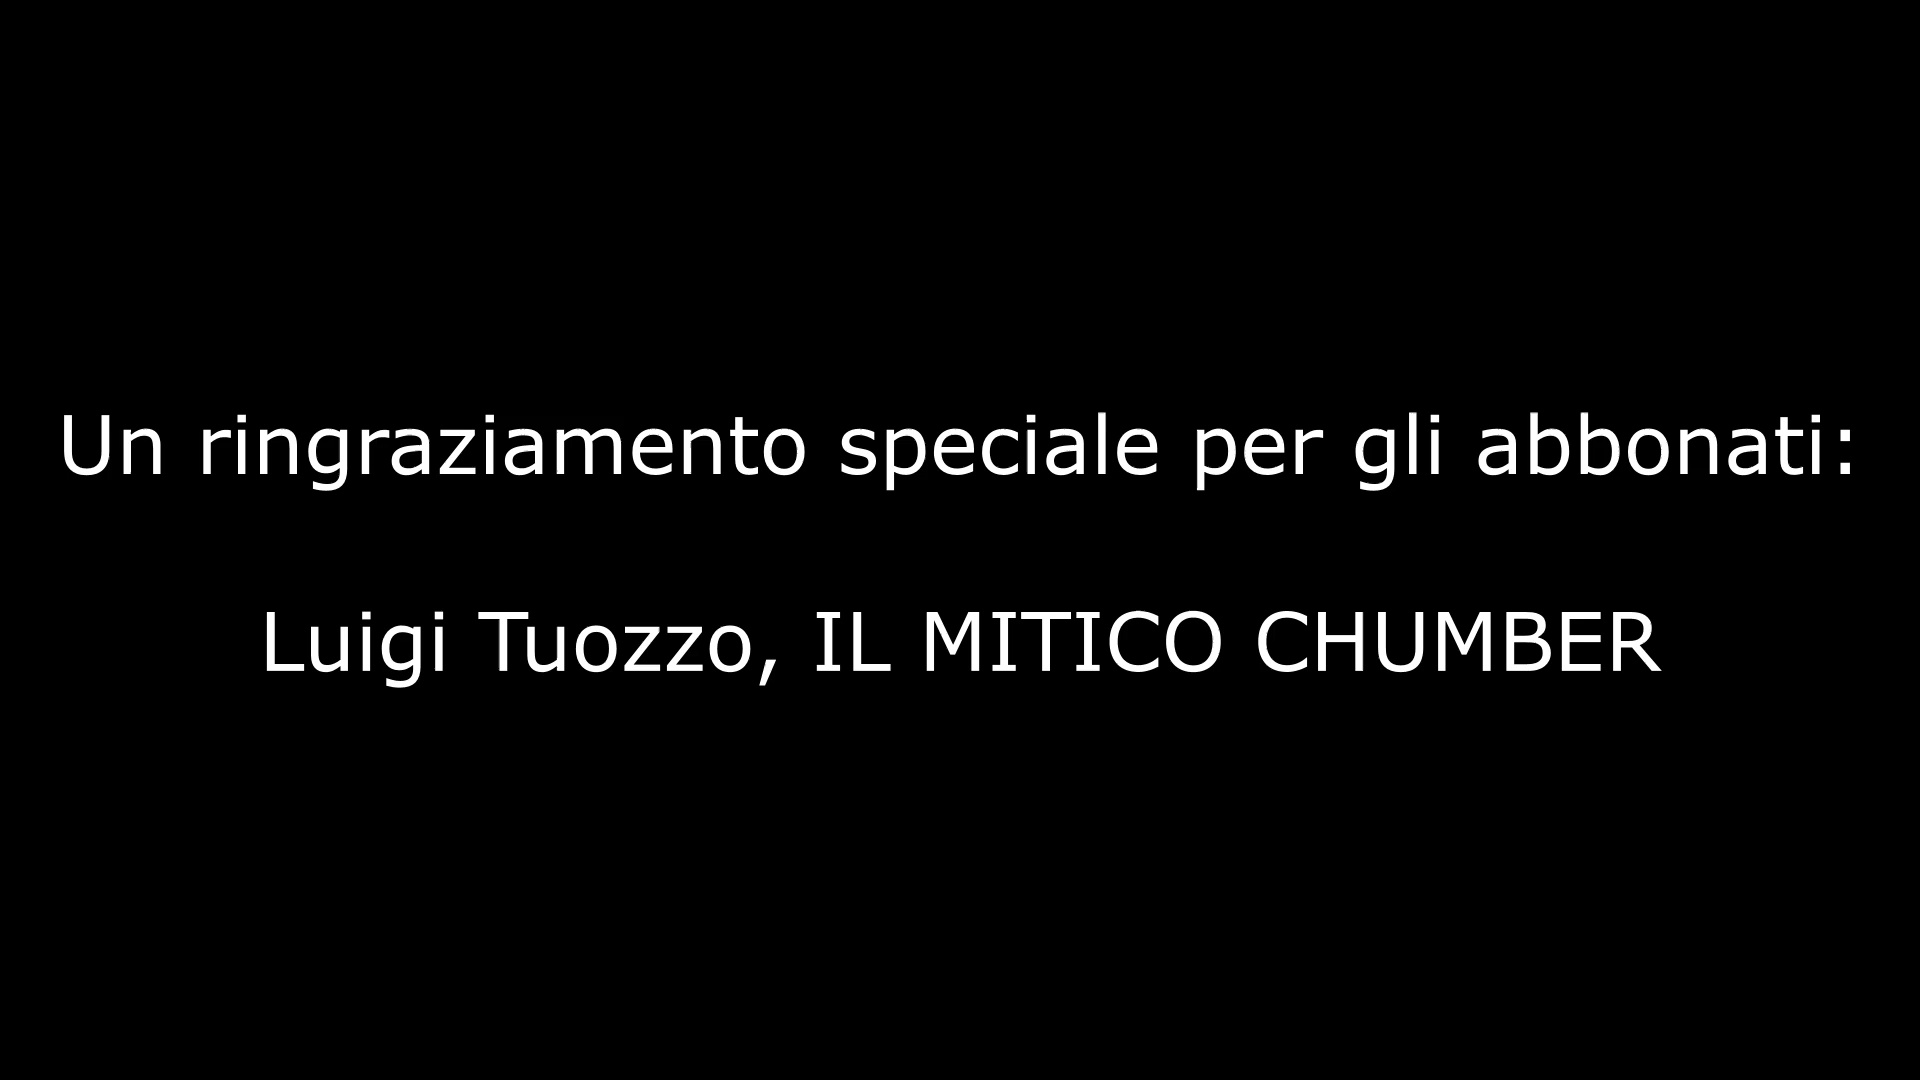 Un ringraziamento speciale per gli abbonati:
Luigi Tuozzo, IL MITICO CHUMBER